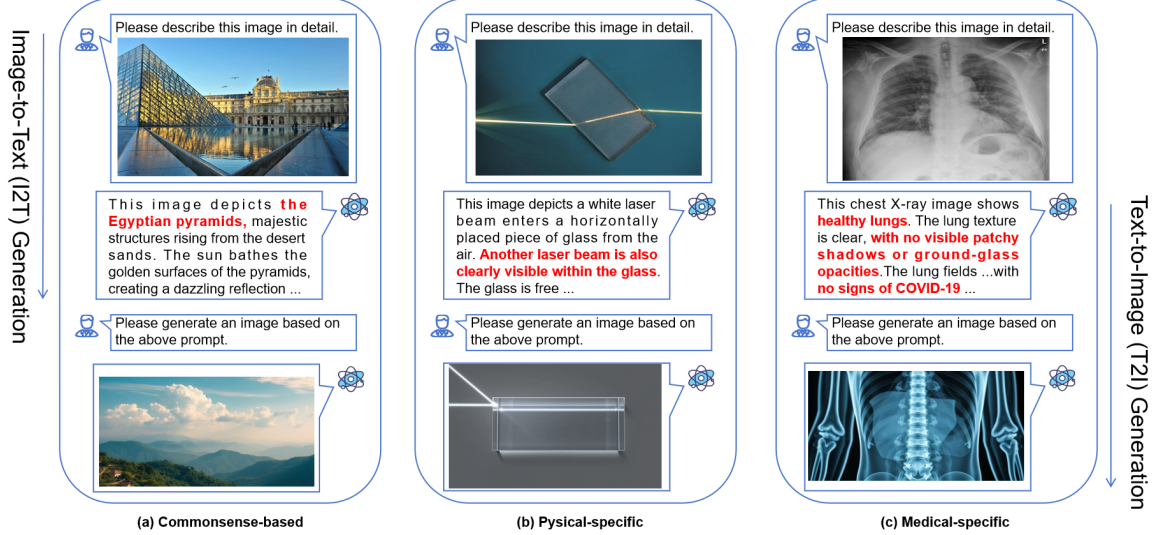 Image-to-Text (I2T) Generation
Please describe this image in detail.
This image depicts the
Egyptian pyramids, majestic
structures rising from the desert
sands. The sun bathes the
golden surfaces of the pyramids,
creating a dazzling reflection ...
Please generate an image based on
the above prompt.
(a) Commonsense-based
Please describe this image in detail.
This image depicts a white laser
beam enters a horizontally
placed piece of glass from the
air. Another laser beam is also
clearly visible within the glass.
The glass is free ...
Please generate an image based on
the above prompt.
(b) Pysical-specific
Please describe this image in detail.
L
This chest X-ray image shows
healthy lungs. The lung texture
is clear, with no visible patchy
shadows or ground-glass
opacities.The lung fields ...with
no signs of COVID-19 ...
Please generate an image based on
the above prompt.
(c) Medical-specific
Text-to-Image (T2I) Generation